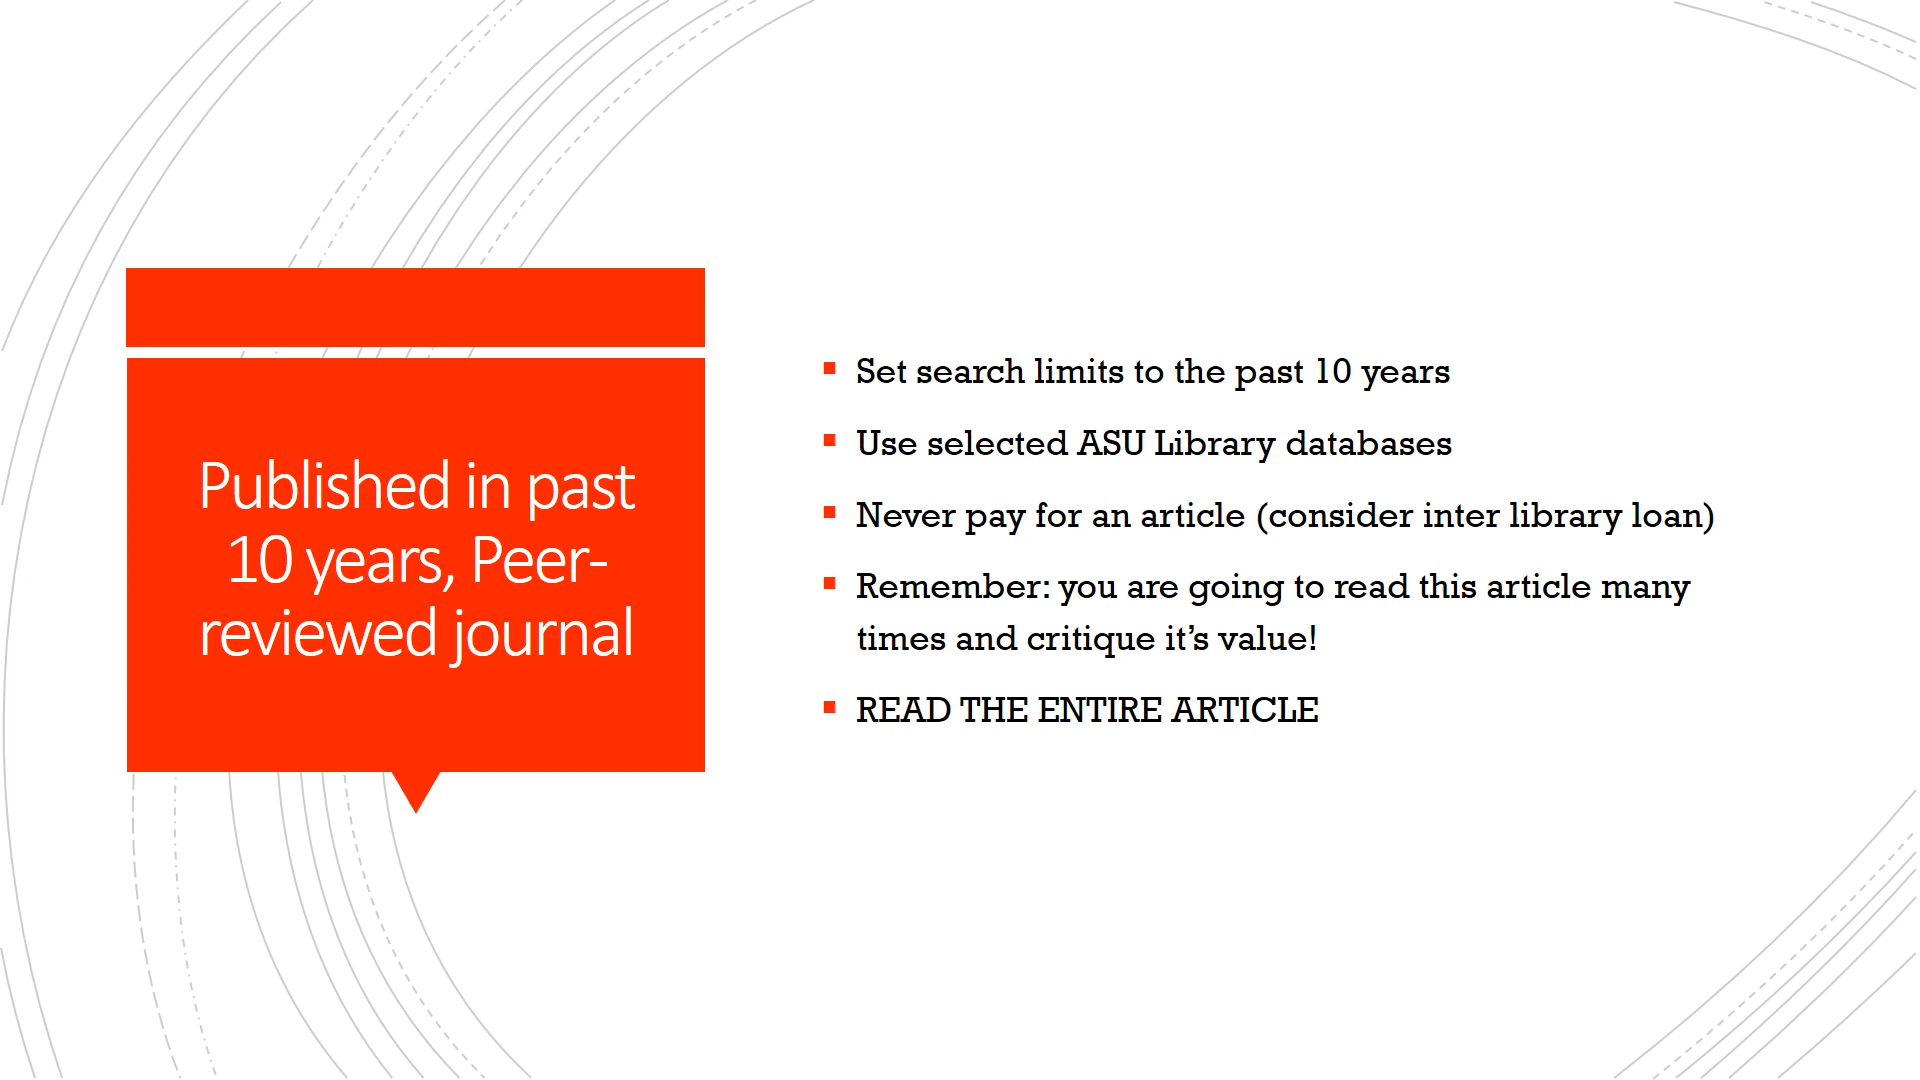 Published in past
10 years, Peer-
reviewed journal
Set search limits to the past 10 years
Use selected ASU Library databases
Never pay for an article (consider inter library loan)
Remember: you are going to read this article many
times and critique it’s value!
READ THE ENTIRE ARTICLE